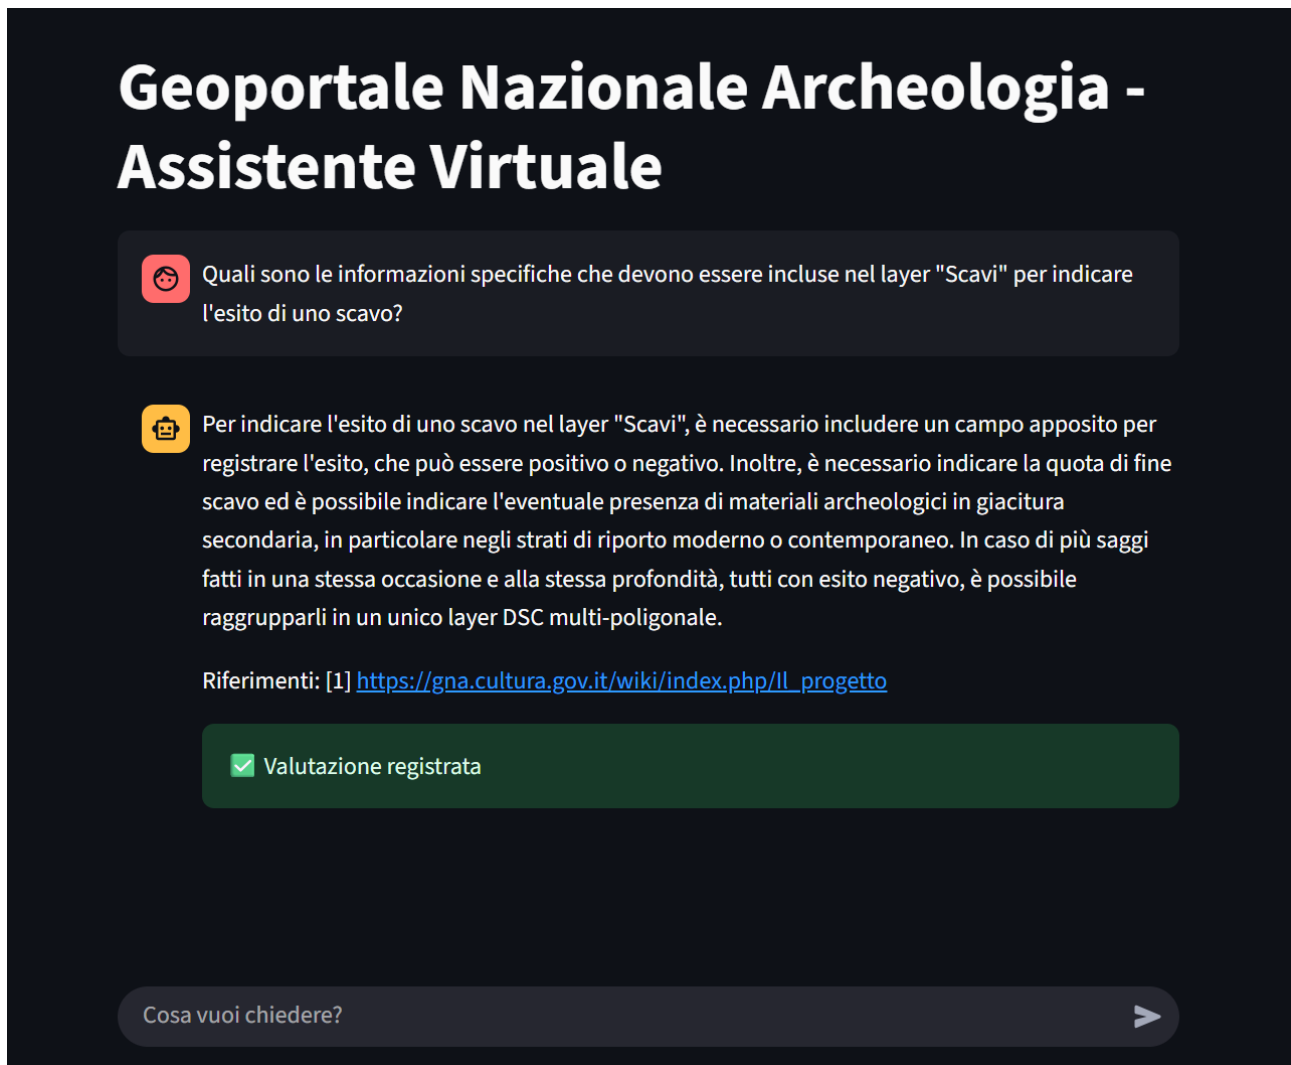 Geoportale Nazionale Archeologia -
Assistente Virtuale
Quali sono le informazioni specifiche che devono essere incluse nel layer "Scavi" per indicare
l'esito di uno scavo?
Per indicare l'esito di uno scavo nel layer "Scavi", è necessario includere un campo apposito per
registrare l'esito, che può essere positivo o negativo. Inoltre, è necessario indicare la quota di fine
scavo ed è possibile indicare l'eventuale presenza di materiali archeologici in giacitura
secondaria, in particolare negli strati di riporto moderno o contemporaneo. In caso di più saggi
fatti in una stessa occasione e alla stessa profondità, tutti con esito negativo, è possibile
raggrupparli in un unico layer DSC multi-poligonale.
Riferimenti: [1] https://gna.cultura.gov.it/wiki/index.php/Il_progetto
✅ Valutazione registrata
Cosa vuoi chiedere?